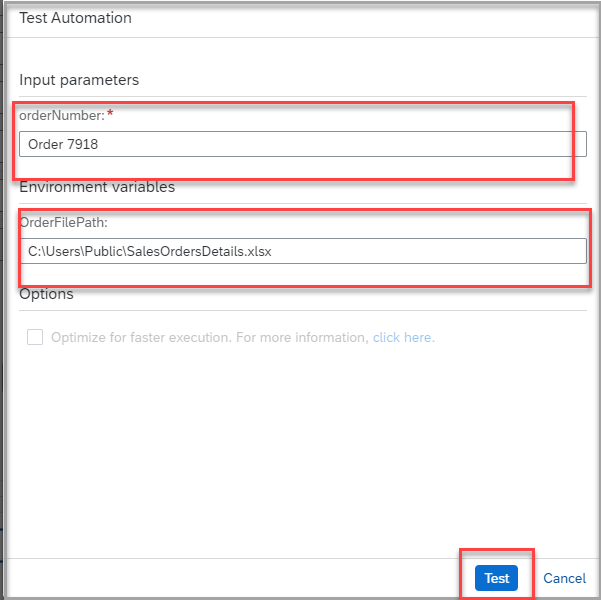 Test Automation
Input parameters
orderNumber: *
Order 7918
Environment variables
OrderFilePath:
C:\Users\Public\SalesOrdersDetails.xlsx
Options
Optimize for faster execution. For more information, click here.
Test Cancel